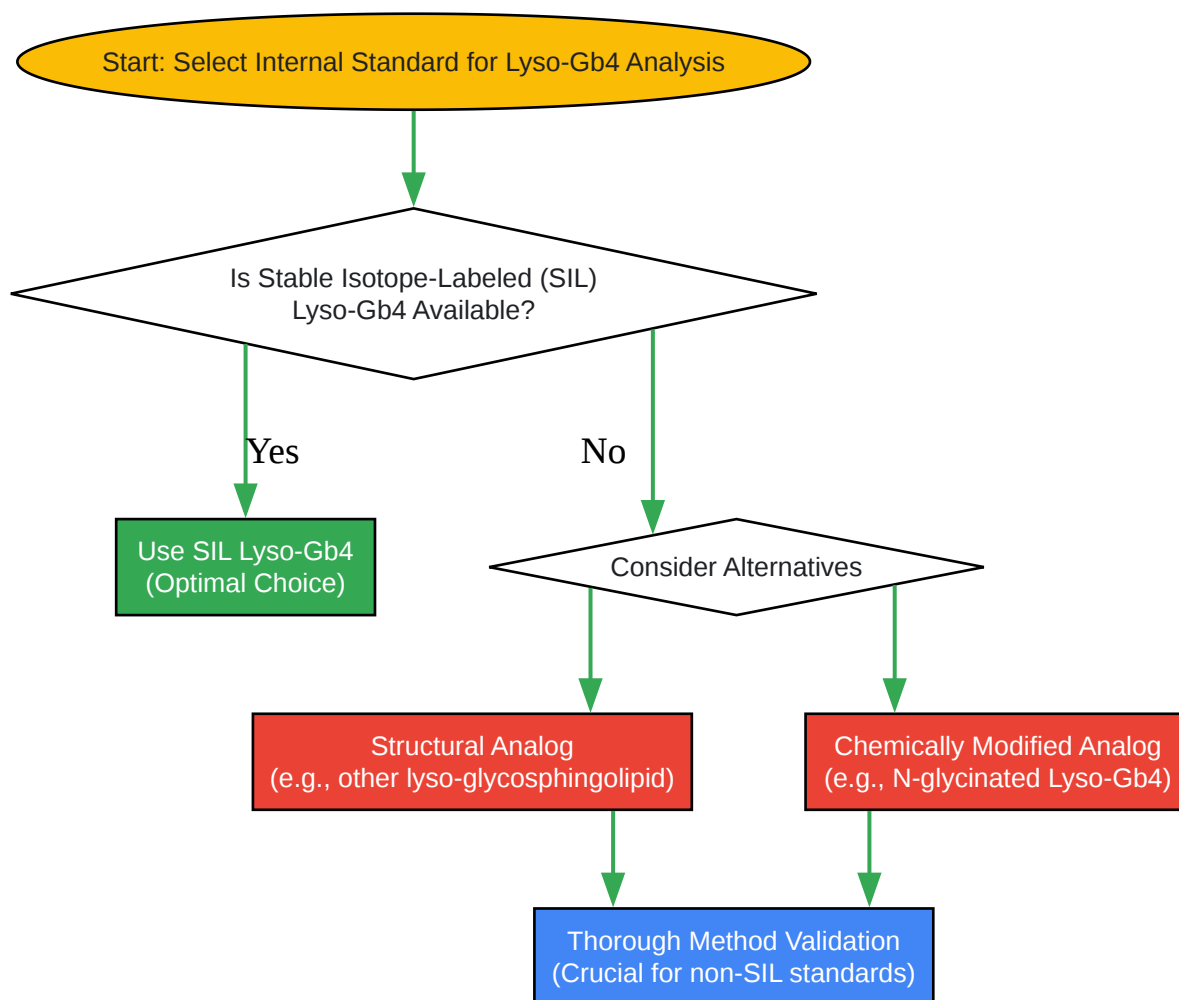 Start: Select Internal Standard for Lyso-Gb4 Analysis
Is Stable Isotope-Labeled (SIL)
Lyso-Gb4 Available?
Yes
No
Use SIL Lyso-Gb4
(Optimal Choice)
Consider Alternatives
Structural Analog
(e.g., other lyso-glycosphingolipid)
Chemically Modified Analog
(e.g., N-glycinated Lyso-Gb4)
Thorough Method Validation
(Crucial for non-SIL standards)